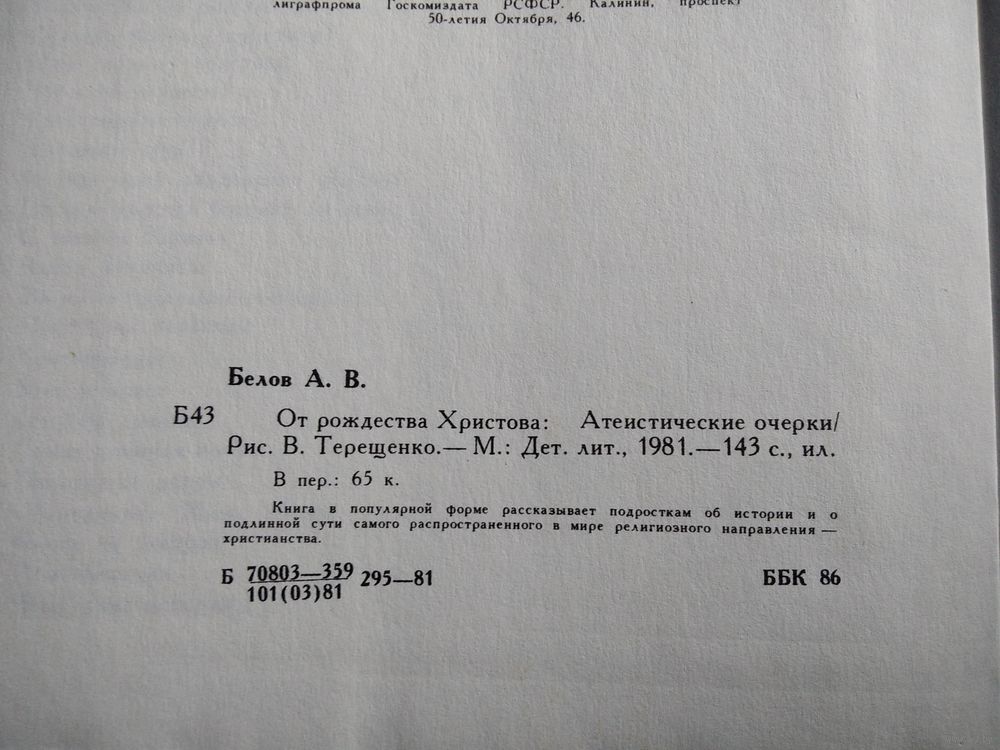 лиграфпрома Госкомиздата РСФСР. Калинин, проспект
50-летия Октября, 46.
Белов А. В.
Б43 От рождества Христова: Атеистические очерки/
Рис. В. Терещенко.— М.: Дет. лит., 1981.—143 с., ил.
В пер.: 65 к.
Книга в популярной форме рассказывает подросткам об истории и о
подлинной сути самого распространенного в мире религиозного направления —
христианства.
Б 70803—359 295—81 ББК 86
101(03)81